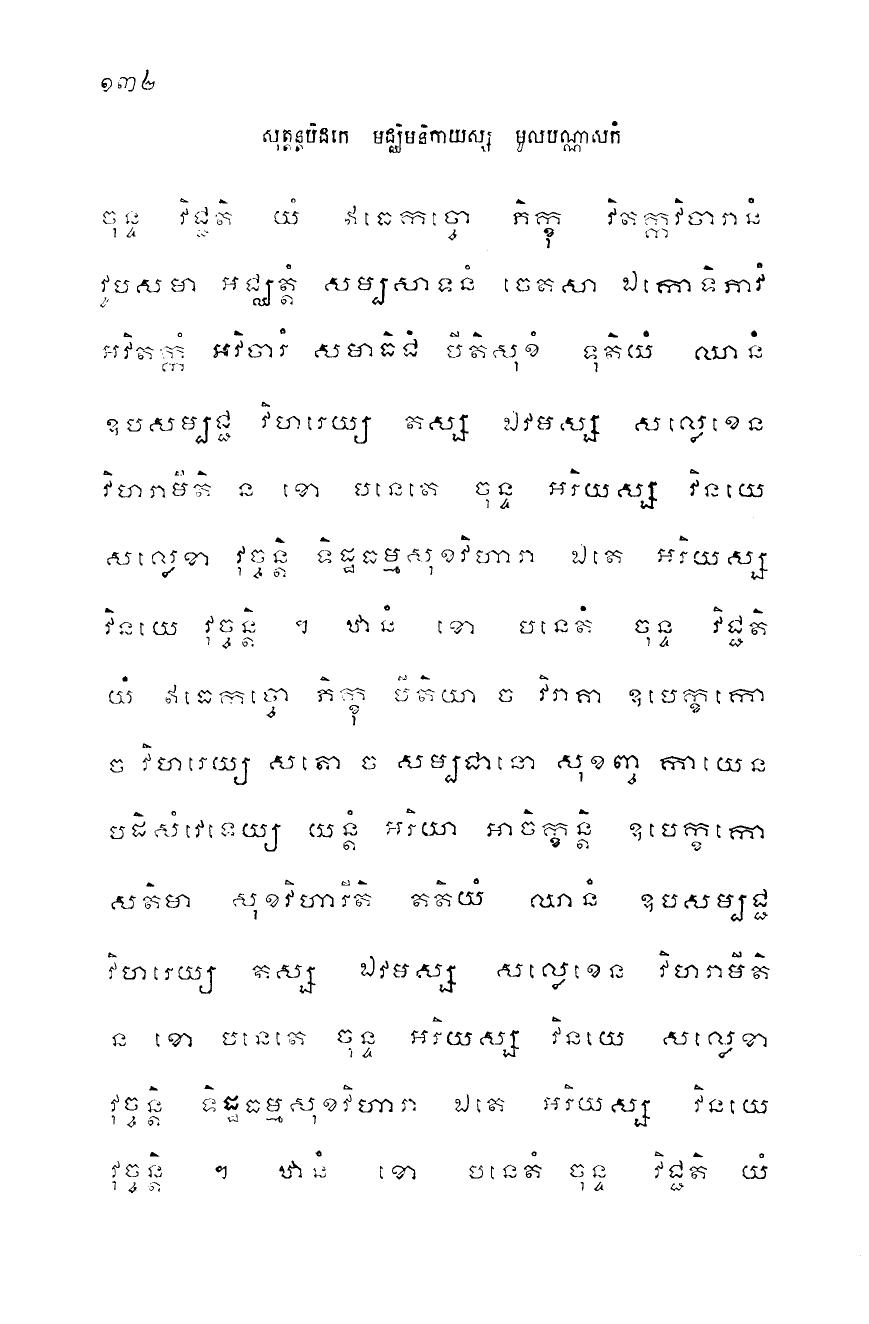 ១៣៤
សុត្តន្តបិដកេ មជ្ឈិមនិកាយស្ស មូលបណ្ណាសកំ
ចុន្ទ វិជ្ជតិ យំ ឥធេកច្ចោ ភិក្ខុ វិតក្កវិចារានំ
វូបសមា អជ្ឈត្តំ សម្បសាទនំ ចេតសោ ឯកោទិភាវំ
អវិតក្កំ អវិចារំ សមាធិជំ បីតិសុខំ ទុតិយំ ឈានំ
ឧបសម្បជ្ជ វិហរេយ្យ តស្ស ឯវមស្ស សល្លេខេន
វិហរាមីតិ ន ខោ បនេតេ ចុន្ទ អរិយស្ស វិនយេ
សល្លេខា វុច្ចន្តិ ទិដ្ឋធម្មសុខវិហារា ឯតេ អរិយស្ស
វិនយេ វុច្ចន្តិ ។ ឋានំ ខោ បនេតំ ចុន្ទ វិជ្ជតិ
យំ ឥធេកច្ចោ ភិក្ខុ បីតិយា ច វិរាគា ឧបេក្ខកោ
ច វិហរេយ្យ សតោ ច សម្បជានោ សុខញ្ច កាយេន
បដិសំវេទេយ្យ យន្តំ អរិយា អាចិក្ខន្តិ ឧបេក្ខកោ
សតិមា សុខវិហារីតិ តតិយំ ឈានំ ឧបសម្បជ្ជ
វិហរេយ្យ តស្ស ឯវមស្ស សល្លេខេន វិហរាមីតិ
ន ខោ បនេតេ ចុន្ទ អរិយស្ស វិនយេ សល្លេខា
វុច្ចន្តិ ទិដ្ឋធម្មសុខវិហារា ឯតេ អរិយស្ស វិនយេ
វុច្ចន្តិ ។ ឋានំ ខោ បនេតំ ចុន្ទ វិជ្ជតិ យំ